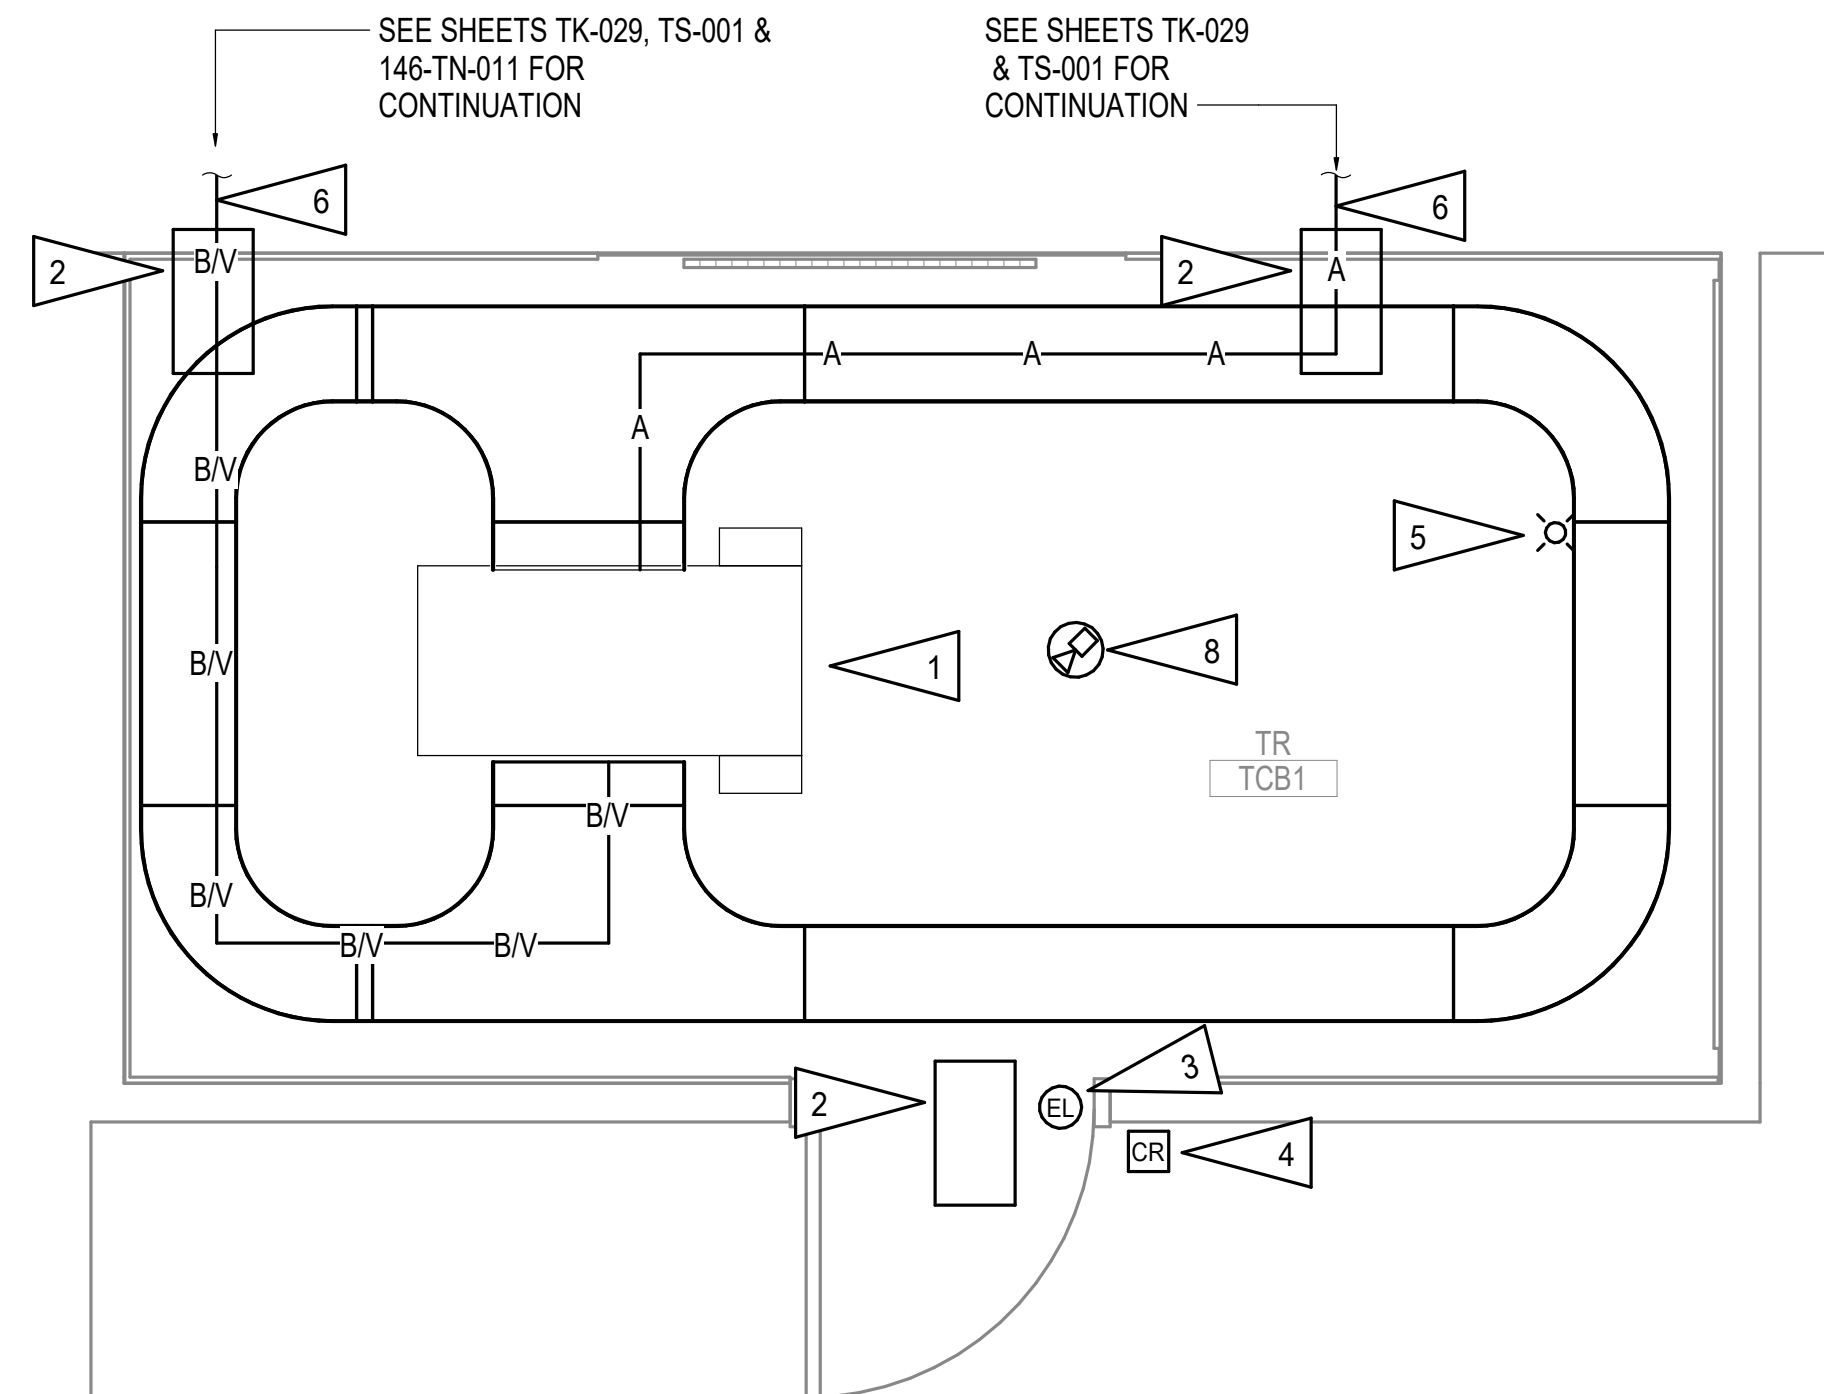 SEE SHEETS TK-029, TS-001 &
146-TN-011 FOR
CONTINUATION
SEE SHEETS TK-029
& TS-001 FOR
CONTINUATION
6
6
2
B/V
2
A
A
A
A
A
B/V
5
B/V
1
8
TR
TCB1
B/V
B/V
B/V
B/V
2
EL
3
CR
4